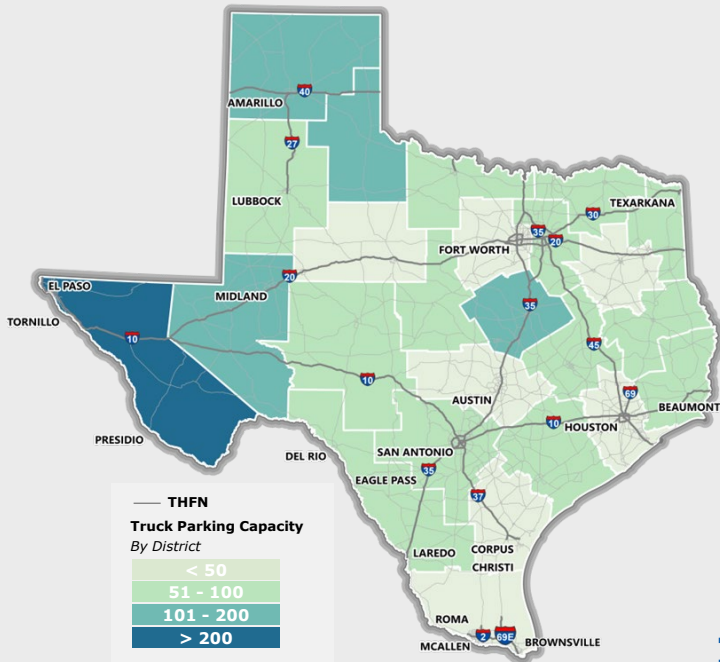 40
AMARILLO
27
LUBBOCK
TEXARKANA
30
35
20
FORT WORTH
EL PASO
20
MIDLAND
35
TORNILLO
10
45
10
69
AUSTIN
BEAUMONT
10
HOUSTON
PRESIDIO
SAN ANTONIO
DEL RIO
35
EAGLE PASS
37
THFN
Truck Parking Capacity
By District
< 50
51 - 100
101 - 200
> 200
LAREDO
CORPUS
CHRISTI
ROMA
2
69E
MCALLEN
BROWNSVILLE